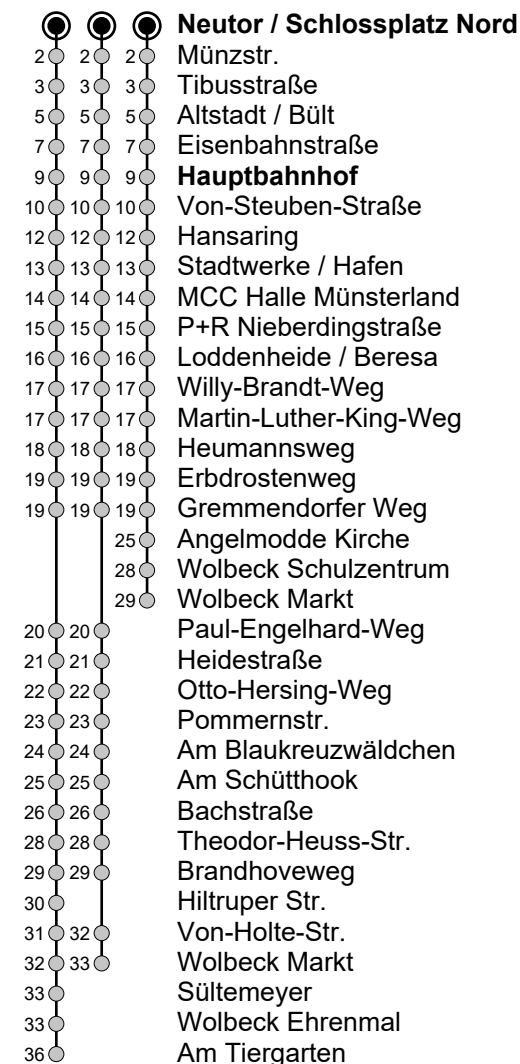 Neutor / Schlossplatz Nord
2 2 2 Münzstr.
3 3 3 Tibusstraße
5 5 5 Altstadt / Bült
7 7 7 Eisenbahnstraße
9 9 9 Hauptbahnhof
10 10 10 Von-Steuben-Straße
12 12 12 Hansaring
13 13 13 Stadtwerke / Hafen
14 14 14 MCC Halle Münsterland
15 15 15 P+R Nieberdingstraße
16 16 16 Loddenheide / Beresa
17 17 17 Willy-Brandt-Weg
17 17 17 Martin-Luther-King-Weg
18 18 18 Heumannsweg
19 19 19 Erbdrostenweg
19 19 19 Gremmendorfer Weg
25 Angelmodde Kirche
28 Wolbeck Schulzentrum
29 Wolbeck Markt
20 20 Paul-Engelhard-Weg
21 21 Heidestraße
22 22 Otto-Hersing-Weg
23 23 Pommernstr.
24 24 Am Blaukreuzwäldchen
25 25 Am Schütthook
26 26 Bachstraße
28 28 Theodor-Heuss-Str.
29 29 Brandhoveweg
30 Hiltruper Str.
31 32 Von-Holte-Str.
32 33 Wolbeck Markt
33 Sültemeyer
33 Wolbeck Ehrenmal
36 Am Tiergarten